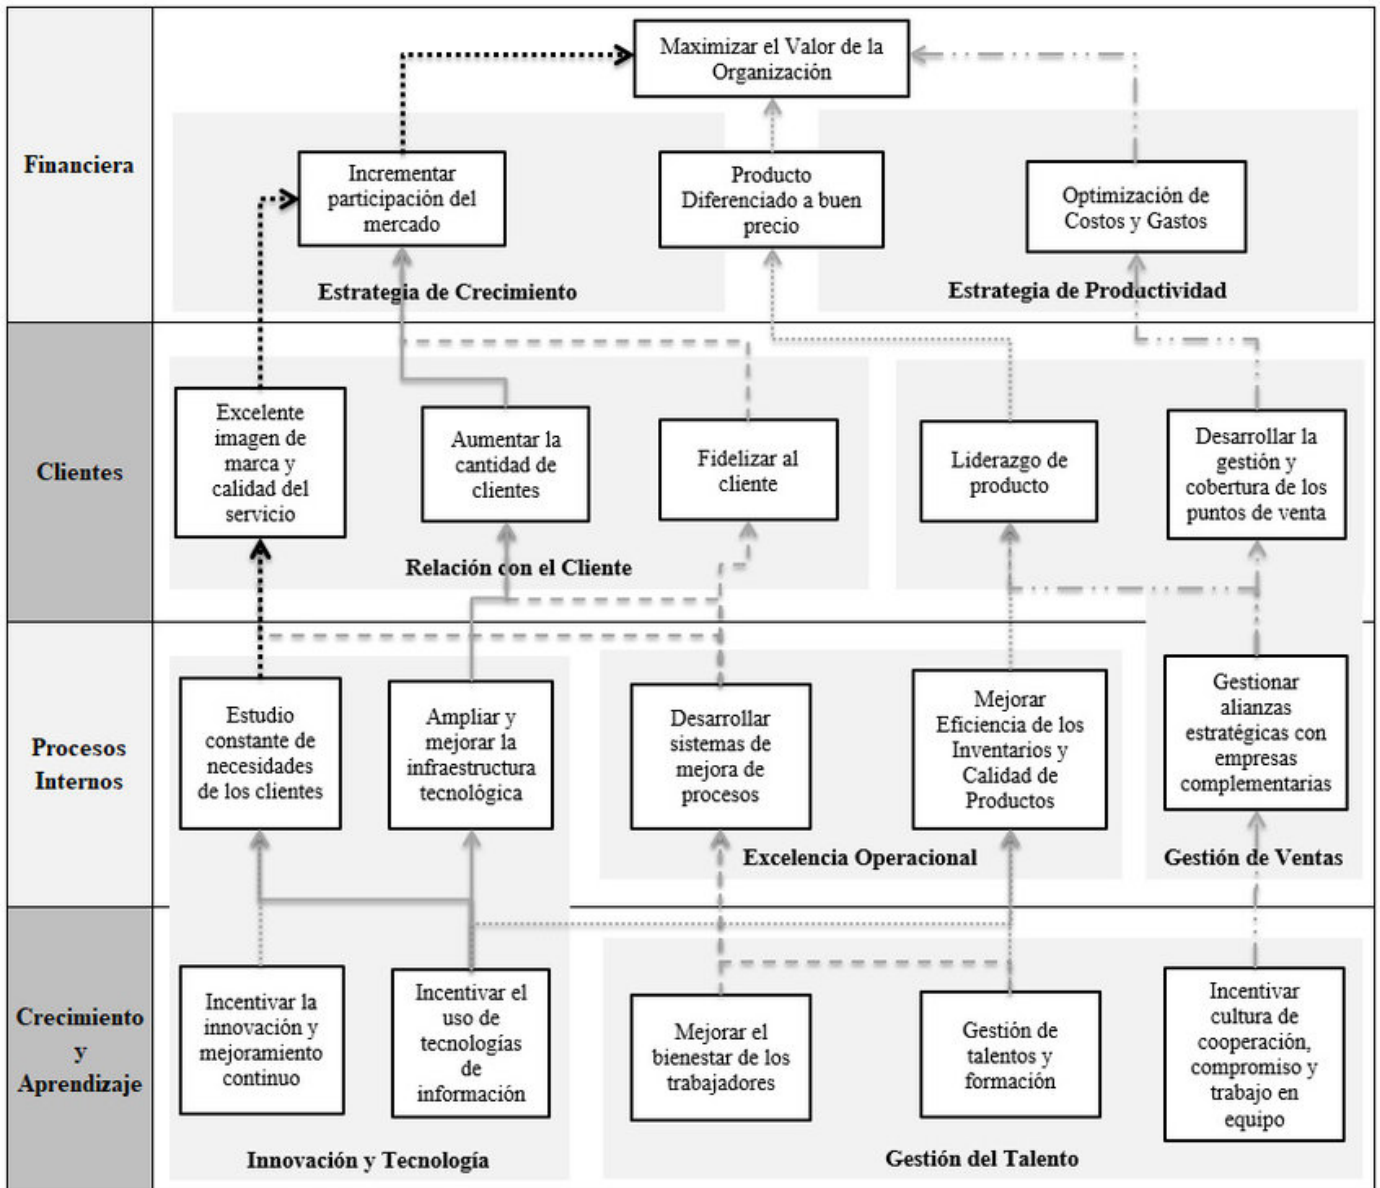 Financiera
Maximizar el Valor de la
Organización
Incrementar
participación del
mercado
Producto
Diferenciado a buen
precio
Optimización de
Costos y Gastos
Estrategia de Crecimiento
Estrategia de Productividad
Clientes
Excelente
imagen de
marca y
calidad del
servicio
Aumentar la
cantidad de
clientes
Fidelizar al
cliente
Liderazgo de
producto
Desarrollar la
gestión y
cobertura de los
puntos de venta
Relación con el Cliente
Procesos
Internos
Estudio
constante de
necesidades
de los clientes
Ampliar y
mejorar la
infraestructura
tecnológica
Desarrollar
sistemas de
mejora de
procesos
Mejorar
Eficiencia de los
Inventarios y
Calidad de
Productos
Gestionar
alianzas
estratégicas con
empresas
complementarias
Excelencia Operacional
Gestión de Ventas
Crecimiento
y
Aprendizaje
Incentivar la
innovación y
mejoramiento
continuo
Incentivar el
uso de
tecnologías
de
información
Mejorar el
bienestar de los
trabajadores
Gestión de
talentos y
formación
Incentivar
cultura de
cooperación,
compromiso y
trabajo en
equipo
Innovación y Tecnología
Gestión del Talento